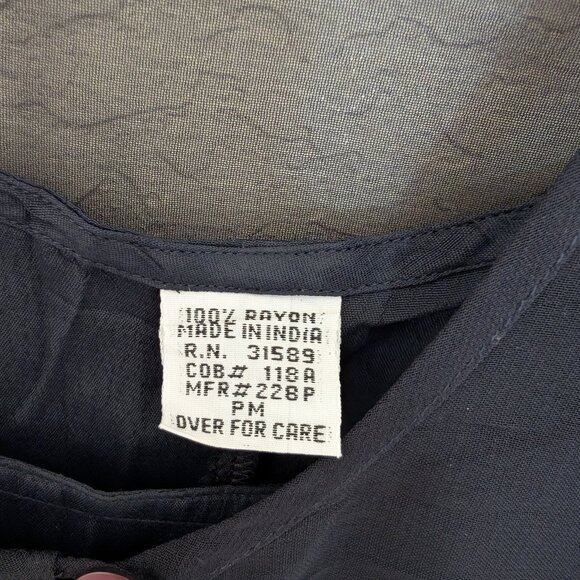 100% RAYON
MADE IN INDIA
R.N. 31589
COB# 118A
MFR#228P
PM
OVER FOR CARE